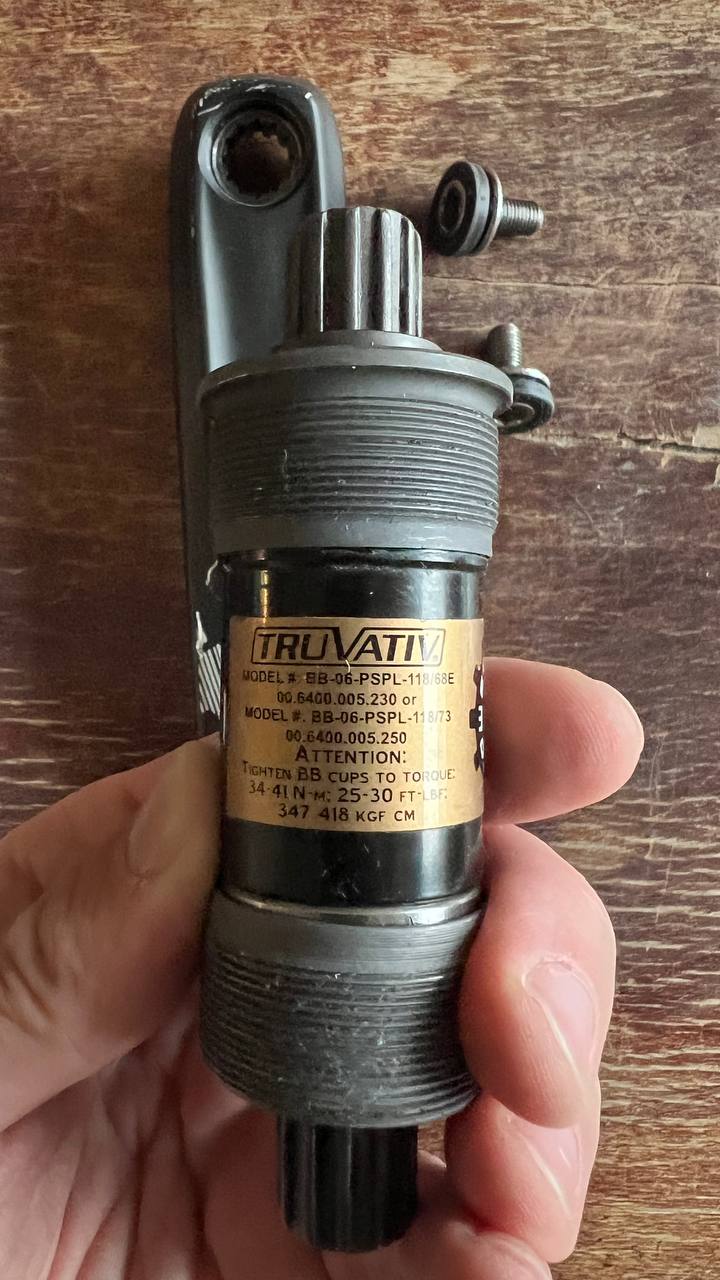 TRUVATIV
MODEL #: BB-06-PSPL-118/68E
00.6400.005.230 or
MODEL #. BB-06-PSPL-118/73
00.6400.005.250
ATTENTION:
TIGHTEN BB CUPS TO TORQUE:
34-41 N-M: 25-30 FT-LBF:
347 418 KGF CM